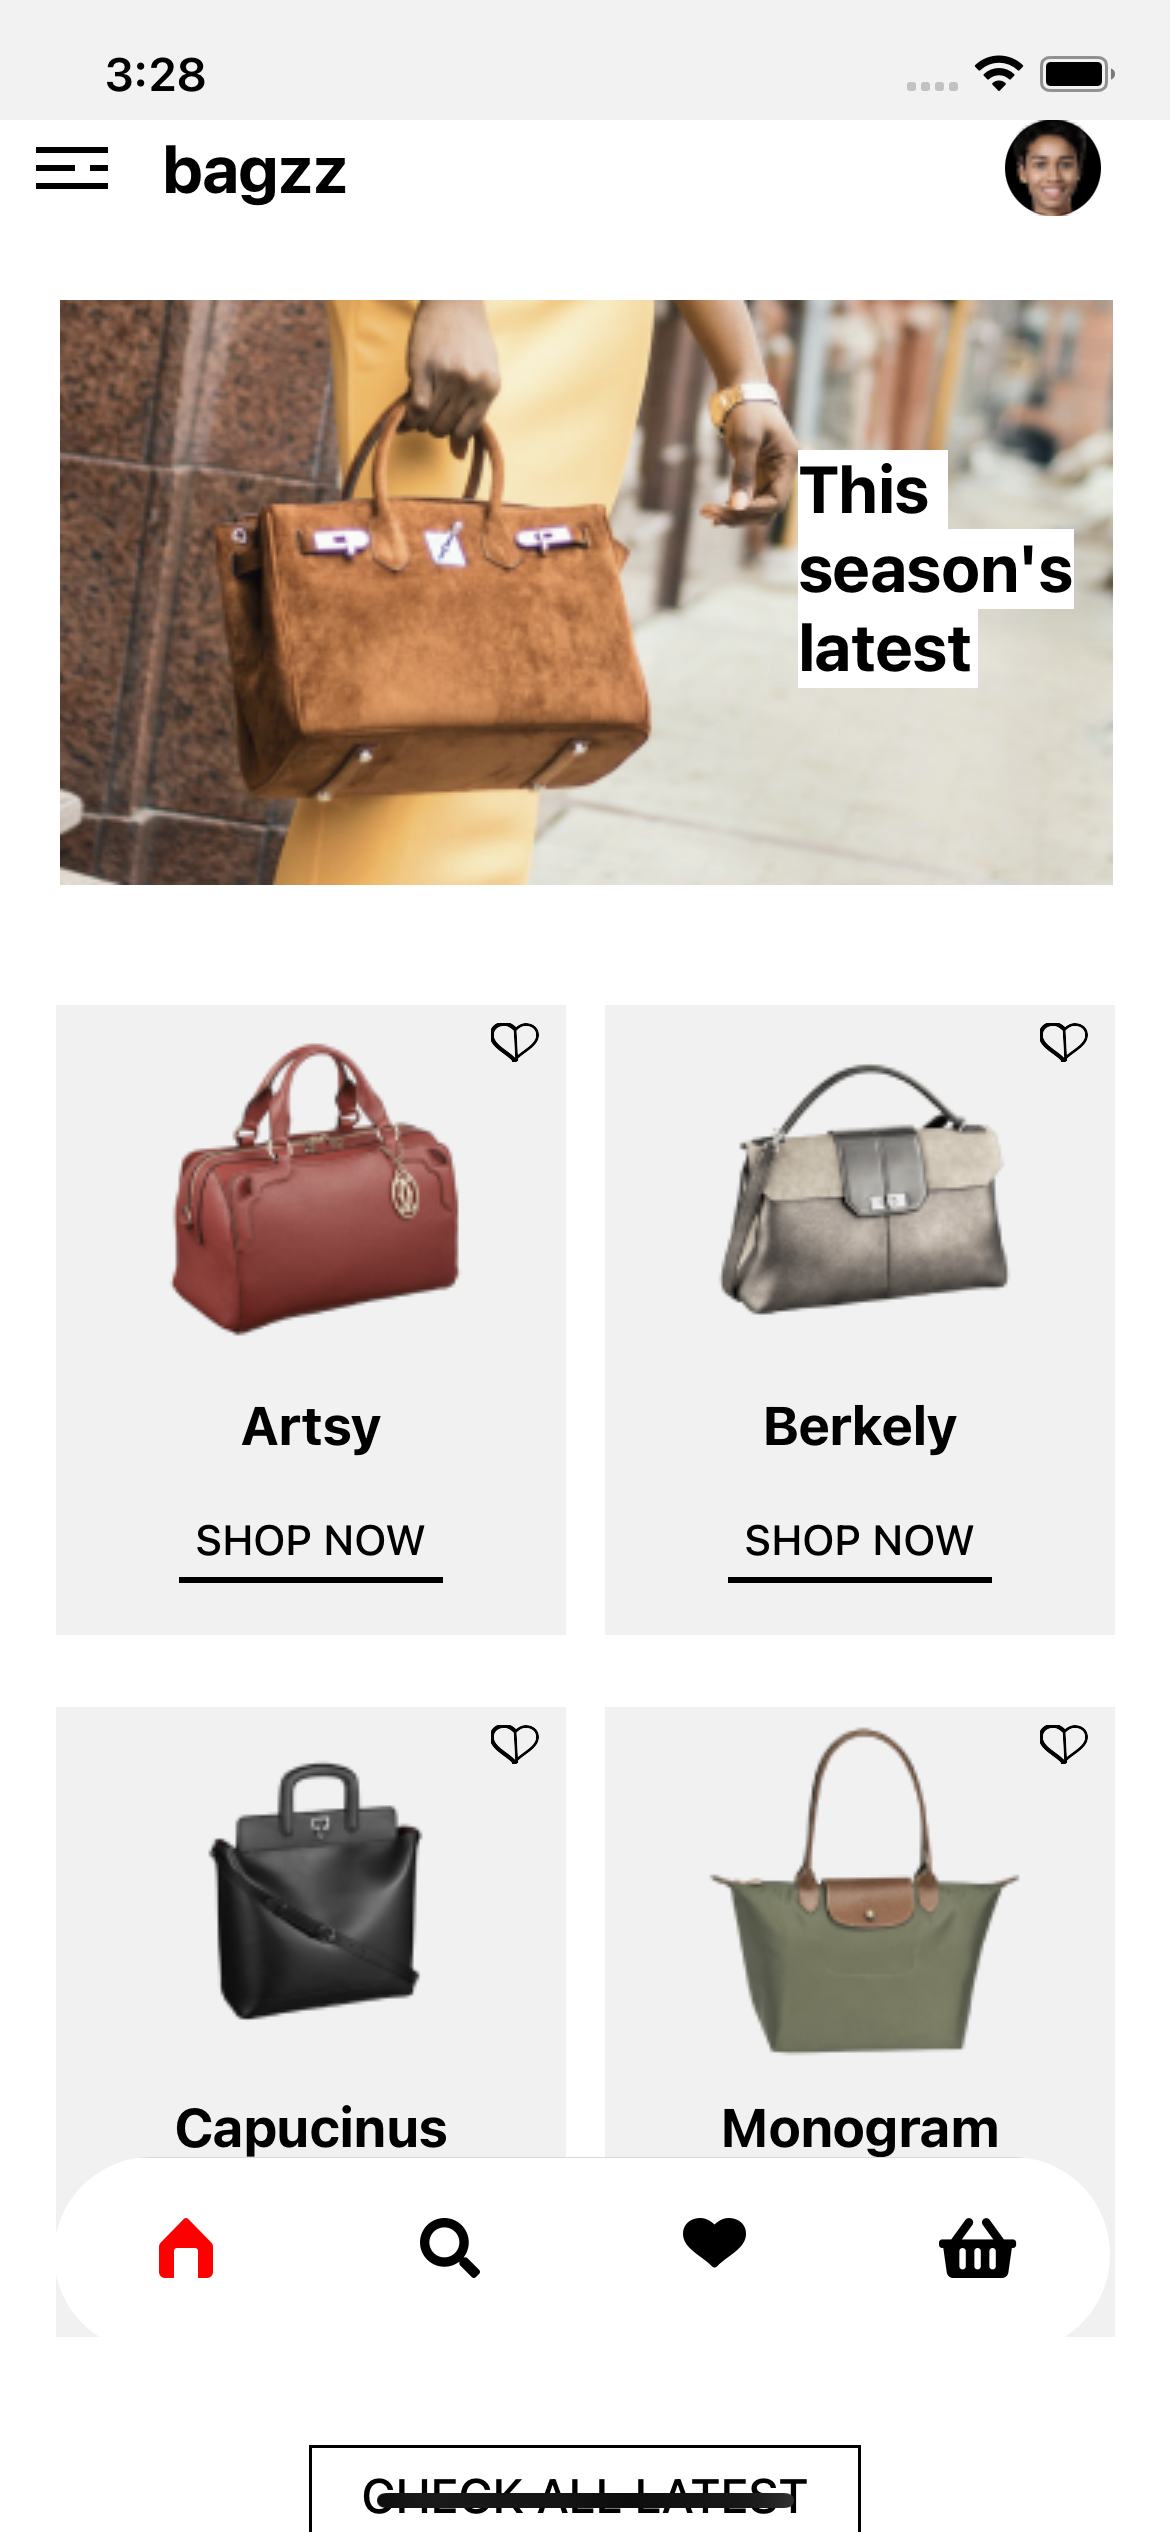 3:28
bagzz
This
season's
latest
Artsy
Berkely
SHOP NOW
SHOP NOW
Capucinus
Monogram
CHECK ALL LATEST